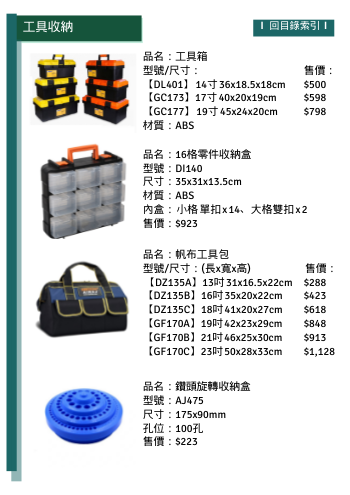 工具收納
I 回目錄索引 I
品名：工具箱
型號/尺寸： 售價：
【DL401】 14寸 36x18.5x18cm $500
【GC173】 17寸 40x20x19cm $598
【GC177】 19寸 45x24x20cm $798
材質：ABS
品名：16格零件收納盒
型號：DI140
尺寸：35x31x13.5cm
材質：ABS
內盒：小格單扣x14、大格雙扣x2
售價：$923
品名：帆布工具包
型號/尺寸：(長x寬x高) 售價：
【DZ135A】13吋 31x16.5x22cm $288
【DZ135B】16吋 35x20x22cm $423
【DZ135C】18吋 41x20x27cm $618
【GF170A】19吋 42x23x29cm $848
【GF170B】21吋 46x25x30cm $913
【GF170C】23吋 50x28x33cm $1,128
品名：鑽頭旋轉收納盒
型號：AJ475
尺寸：175x90mm
孔位：100孔
售價：$223